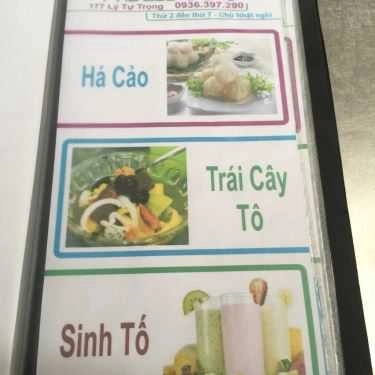 177 Lý Tự Trọng 0936.397.290
Thứ 2 đến thứ 7 - Chủ nhật nghỉ
Há Cảo
Trái Cây
Tô
Sinh Tố